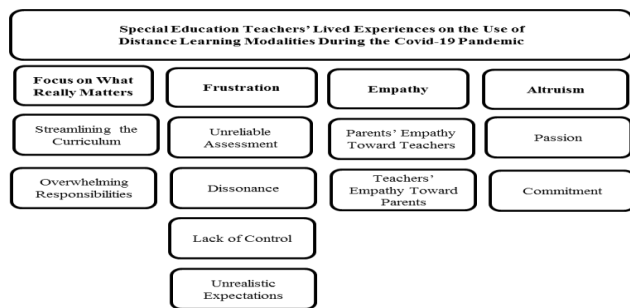 Special Education Teachers' Lived Experiences on the Use of
Distance Learning Modalities During the Covid-19 Pandemic
Focus on What
Really Matters
Frustration
Empathy
Altruism
Streamlining the
Curriculum
Unreliable
Assessment
Parents' Empathy
Toward Teachers
Passion
Overwhelming
Responsibilities
Dissonance
Teachers'
Empathy Toward
Parents
Commitment
Lack of Control
Unrealistic
Expectations